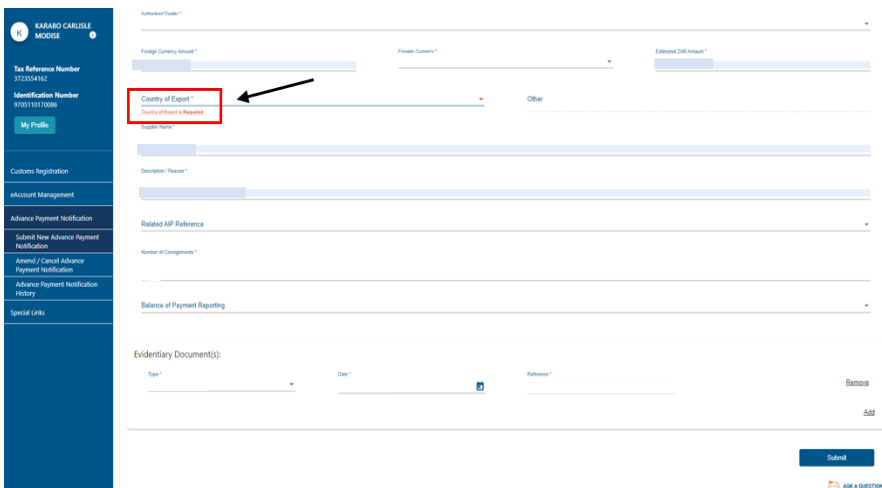 K
KARABO CARLISLE
MODISE
Tax Reference Number
3723554162
Identification Number
9705110170086
My Profile
Customs Registration
eAccount Management
Advance Payment Notification
Submit New Advance Payment
Notification
Amend / Cancel Advance
Payment Notification
Advance Payment Notification
History
Special Links
Authorised Dealer *
Foreign Currency Amount *
Foreign Currency *
Estimated ZAR Amount *
Country of Export *
Other
Country of Export is Required
Supplier Name *
Description / Reason *
Related AIP Reference
Number of Consignments *
Balance of Payment Reporting
Evidentiary Document(s):
Type *
Date *
Reference *
Remove
Add
Submit
ASK A QUESTION